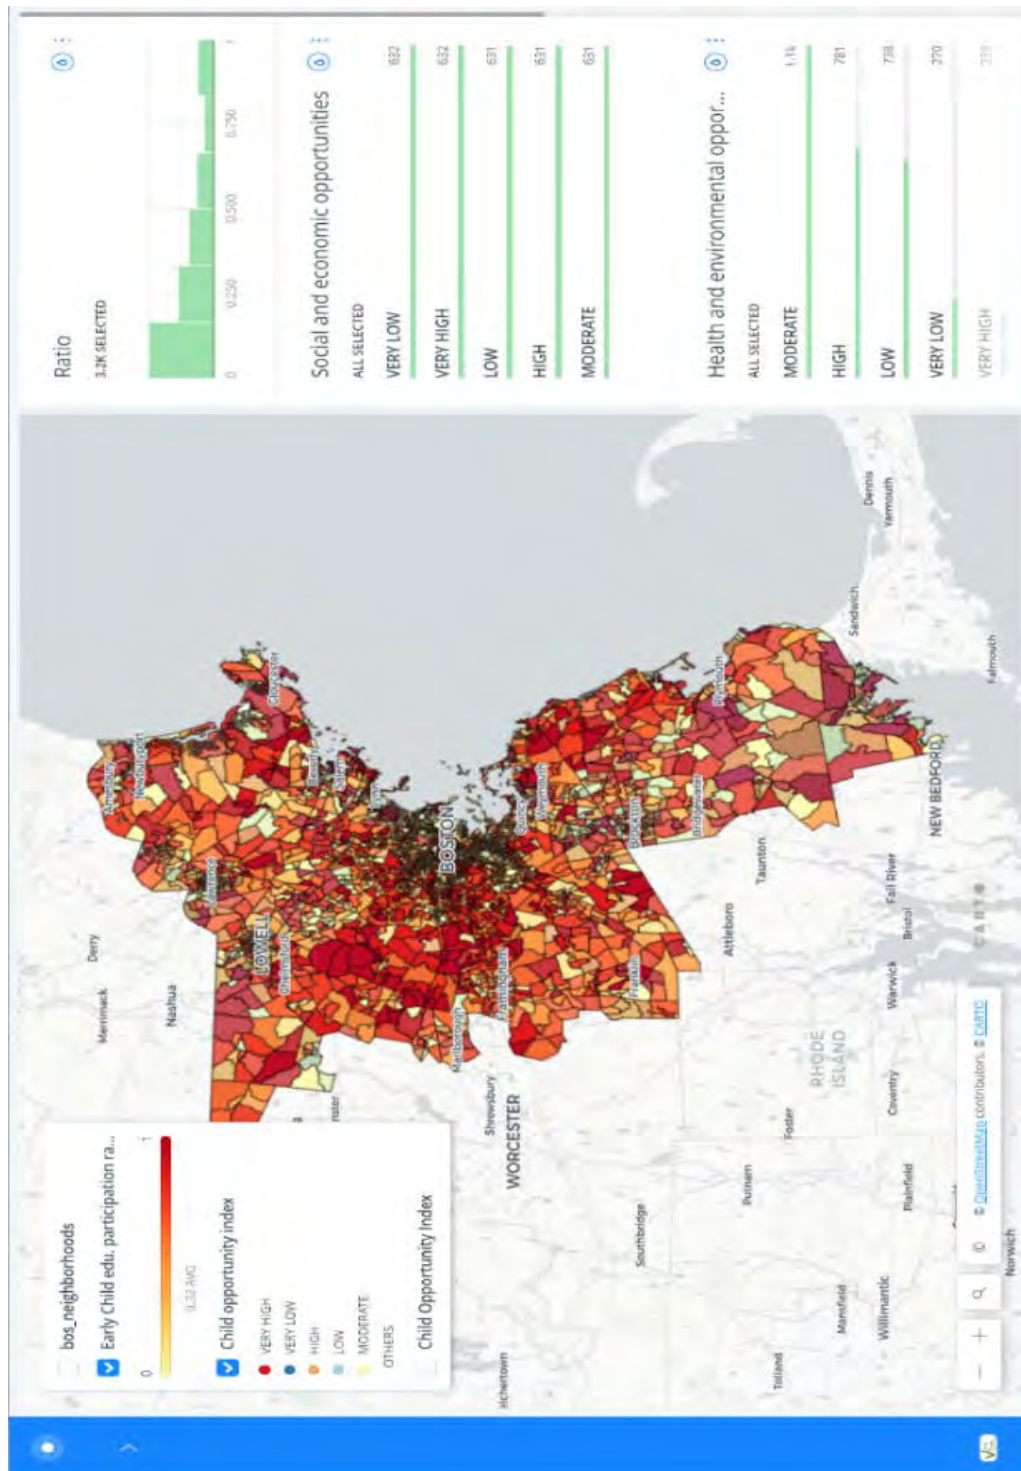 bos_neighborhoods
Early Child edu. participation ra...
0
1
0.32 AVG
Child opportunity index
VERY HIGH
VERY LOW
HIGH
LOW
MODERATE
OTHERS
Child Opportunity Index
Merrimack
Derry
Nashua
Amesbury
Newburyport
Lawrence
LOWELL
Chelmsford
Gloucester
Salem
Marlborough
Framingham
BOSTON
Shrewsbury
WORCESTER
Quincy
Weymouth
Franklin
Brockton
Bridgewater
Plymouth
Southbridge
Attleboro
Taunton
Putnam
Foster
RHODE
ISLAND
Tolland
Mansfield
Willimantic
Plainfield
Coventry
Warwick
Bristol
Fall River
NEW BEDFORD
Sandwich
Dennis
Yarmouth
Falmouth
Norwich
CARTO
© OpenStreetMap contributors, © CARTO
Ratio
3.2K SELECTED
0
0.250
0.500
0.750
1
Social and economic opportunities
ALL SELECTED
VERY LOW 632
VERY HIGH 632
LOW 631
HIGH 631
MODERATE 631
Health and environmental oppor...
ALL SELECTED
MODERATE 1.1k
HIGH 781
LOW 738
VERY LOW 270
VERY HIGH